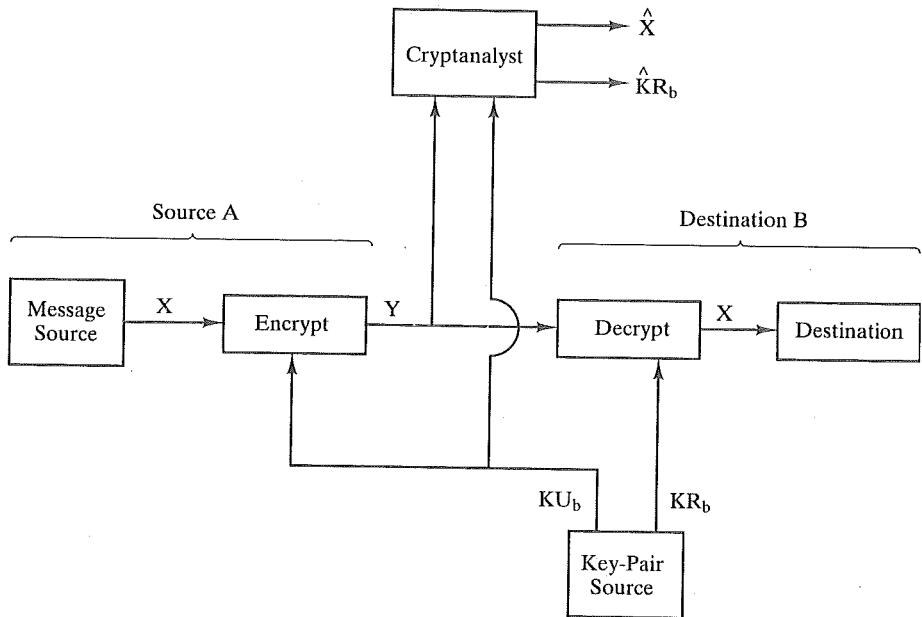 Cryptanalyst
X̂
K̂R_b
Source A
Destination B
Message
Source
X
Encrypt
Y
Decrypt
X
Destination
KU_b
KR_b
Key-Pair
Source